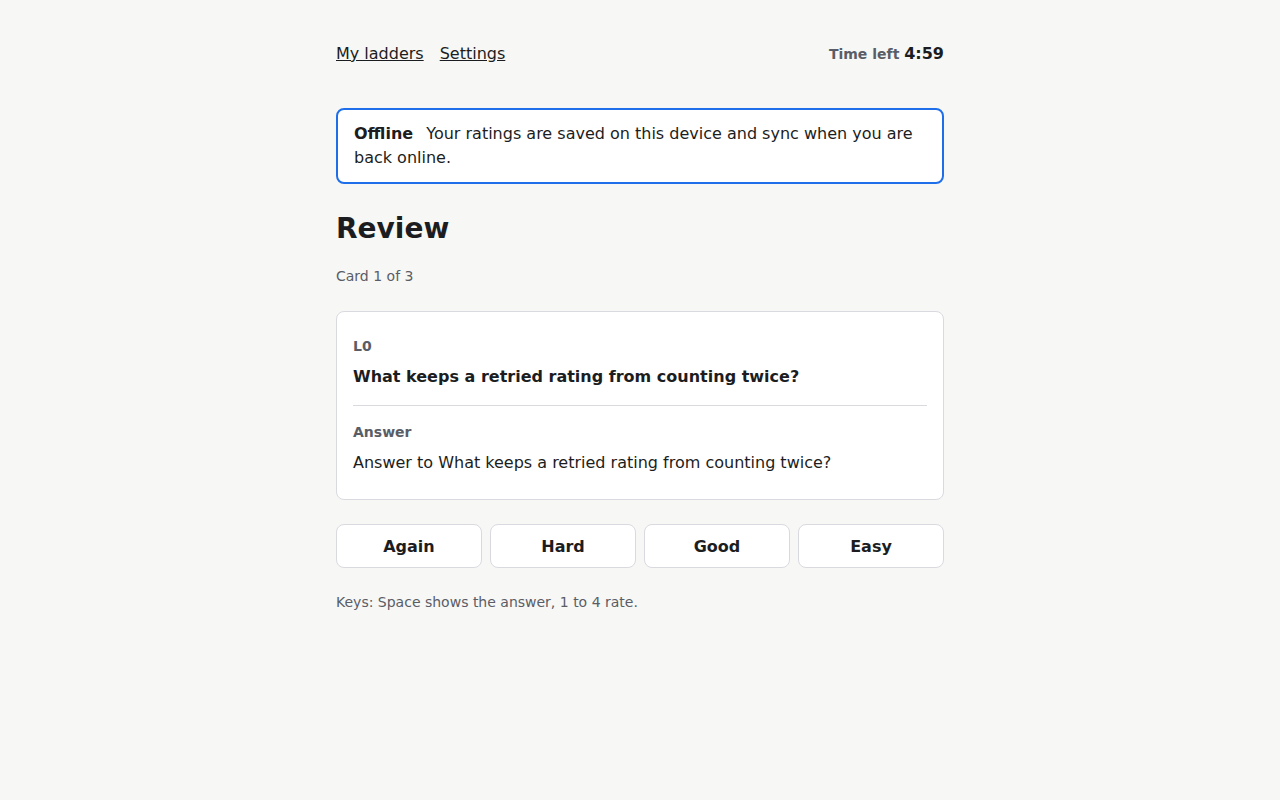 My ladders Settings Time left 4:59
Offline Your ratings are saved on this device and sync when you are
back online.
Review
Card 1 of 3
L0
What keeps a retried rating from counting twice?
Answer
Answer to What keeps a retried rating from counting twice?
Again Hard Good Easy
Keys: Space shows the answer, 1 to 4 rate.